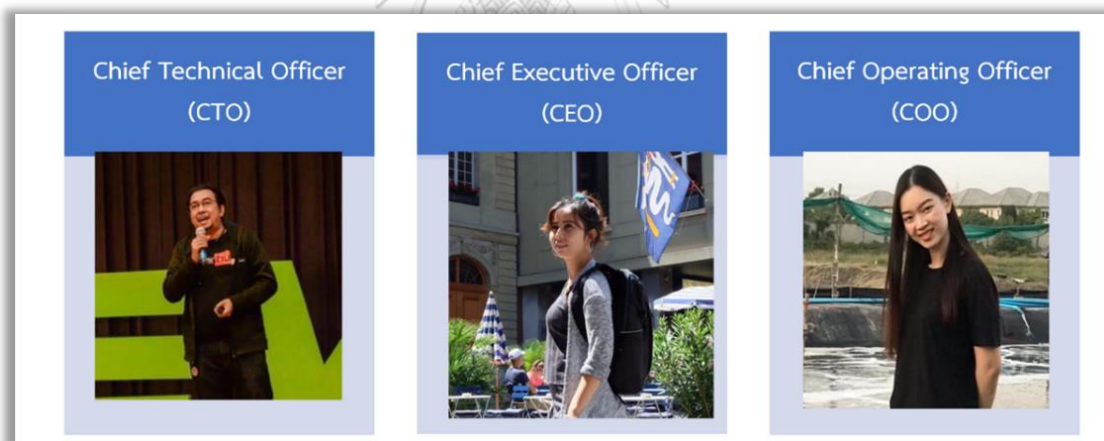 Chief Technical Officer
(CTO)
Chief Executive Officer
(CEO)
Chief Operating Officer
(COO)